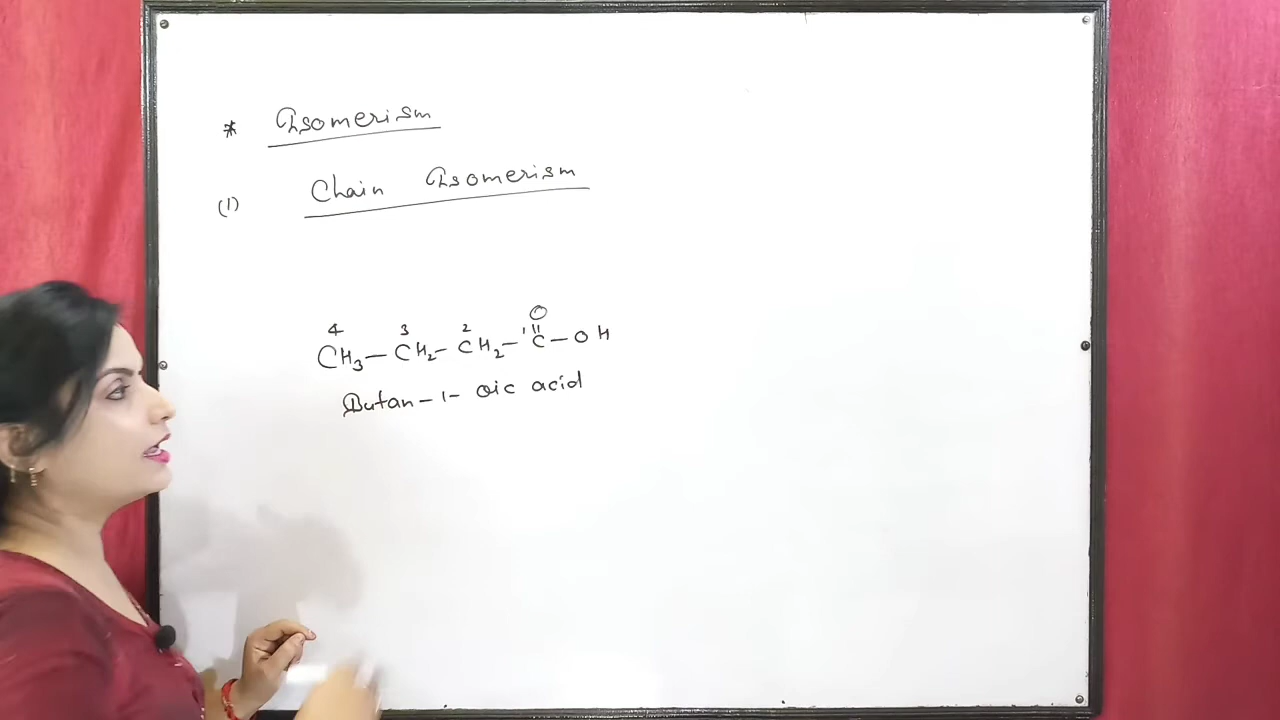 * Isomerism
(1) Chain Isomerism
O
4 3 2 1 ||
CH₃—CH₂—CH₂—C—OH
Butan-1-oic acid